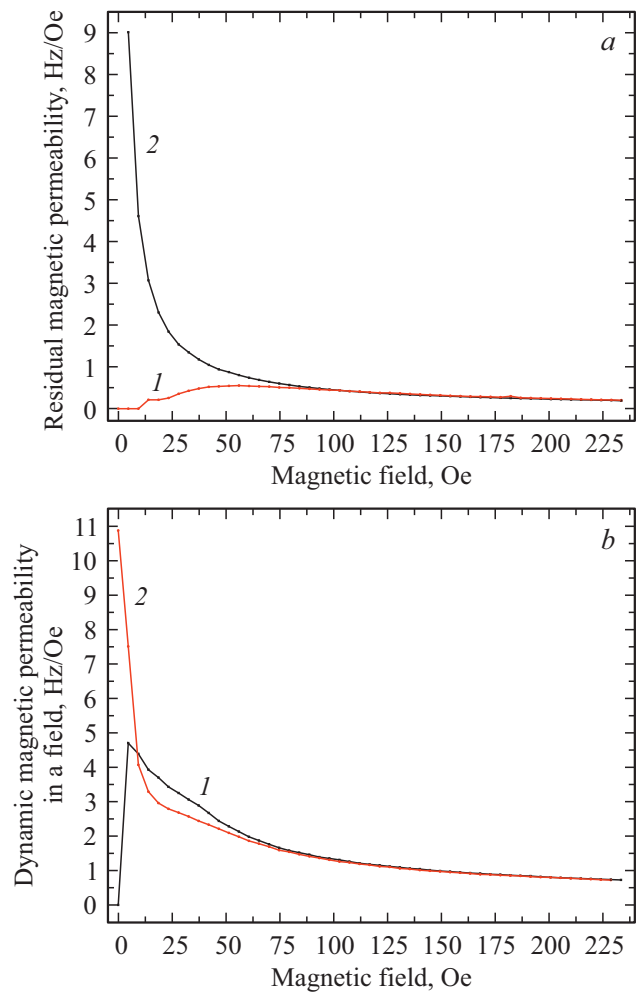 a
Residual magnetic permeability, Hz/Oe
9
8
7
6
5
4
3
2
1
0
2
1
0 25 50 75 100 125 150 175 200 225
Magnetic field, Oe
b
Dynamic magnetic permeability
in a field, Hz/Oe
11
10
9
8
7
6
5
4
3
2
1
0
2
1
0 25 50 75 100 125 150 175 200 225
Magnetic field, Oe